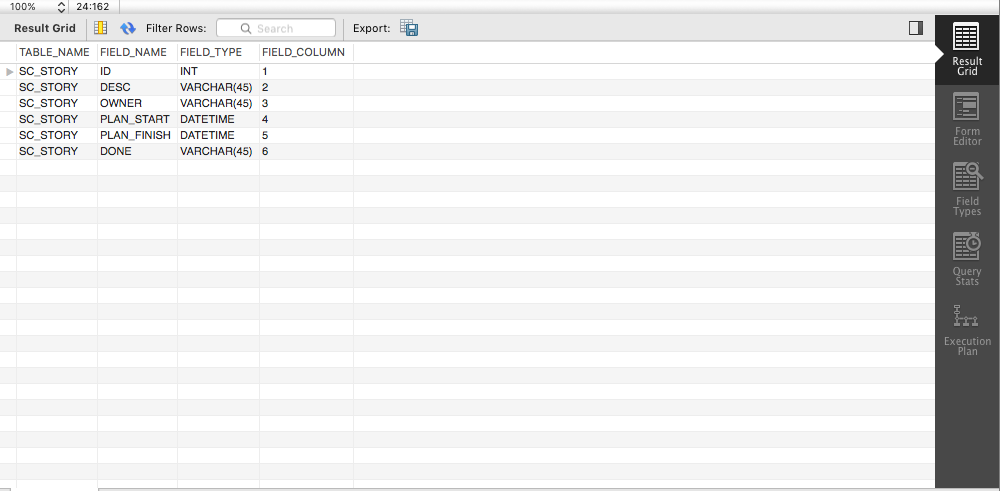 100% 24:162
Result Grid Filter Rows: Search Export:
TABLE_NAME FIELD_NAME FIELD_TYPE FIELD_COLUMN
SC_STORY ID INT 1
SC_STORY DESC VARCHAR(45) 2
SC_STORY OWNER VARCHAR(45) 3
SC_STORY PLAN_START DATETIME 4
SC_STORY PLAN_FINISH DATETIME 5
SC_STORY DONE VARCHAR(45) 6
Result
Grid
Form
Editor
Field
Types
Query
Stats
Execution
Plan